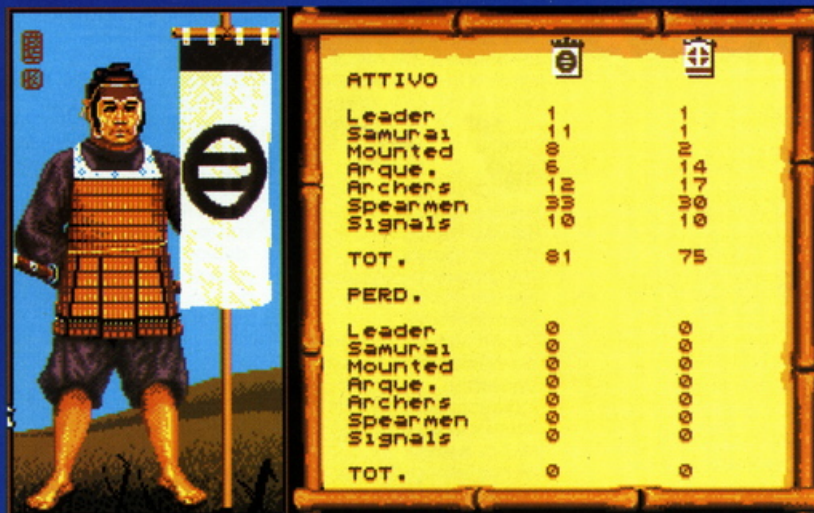 ATTIVO
Leader 1 1
Samurai 11 1
Mounted 8 2
Arque. 6 14
Archers 12 17
Spearmen 33 30
Signals 10 10
TOT. 81 75
PERD.
Leader 0 0
Samurai 0 0
Mounted 0 0
Arque. 0 0
Archers 0 0
Spearmen 0 0
Signals 0 0
TOT. 0 0